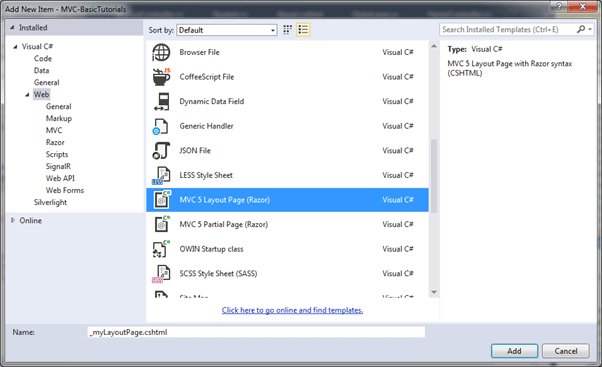 Add New Item - MVC-BasicTutorials
Installed
Sort by: Default
Search Installed Templates (Ctrl+E)
Visual C#
Code
Data
General
Web
General
Markup
MVC
Razor
Scripts
SignalR
Web API
Web Forms
Silverlight
Online
Browser File Visual C#
CoffeeScript File Visual C#
Dynamic Data Field Visual C#
Generic Handler Visual C#
JSON File Visual C#
LESS Style Sheet Visual C#
MVC 5 Layout Page (Razor) Visual C#
MVC 5 Partial Page (Razor) Visual C#
OWIN Startup class Visual C#
SCSS Style Sheet (SASS) Visual C#
Click here to go online and find templates.
Type: Visual C#
MVC 5 Layout Page with Razor syntax
(CSHTML)
Name: _myLayoutPage.cshtml
Add Cancel